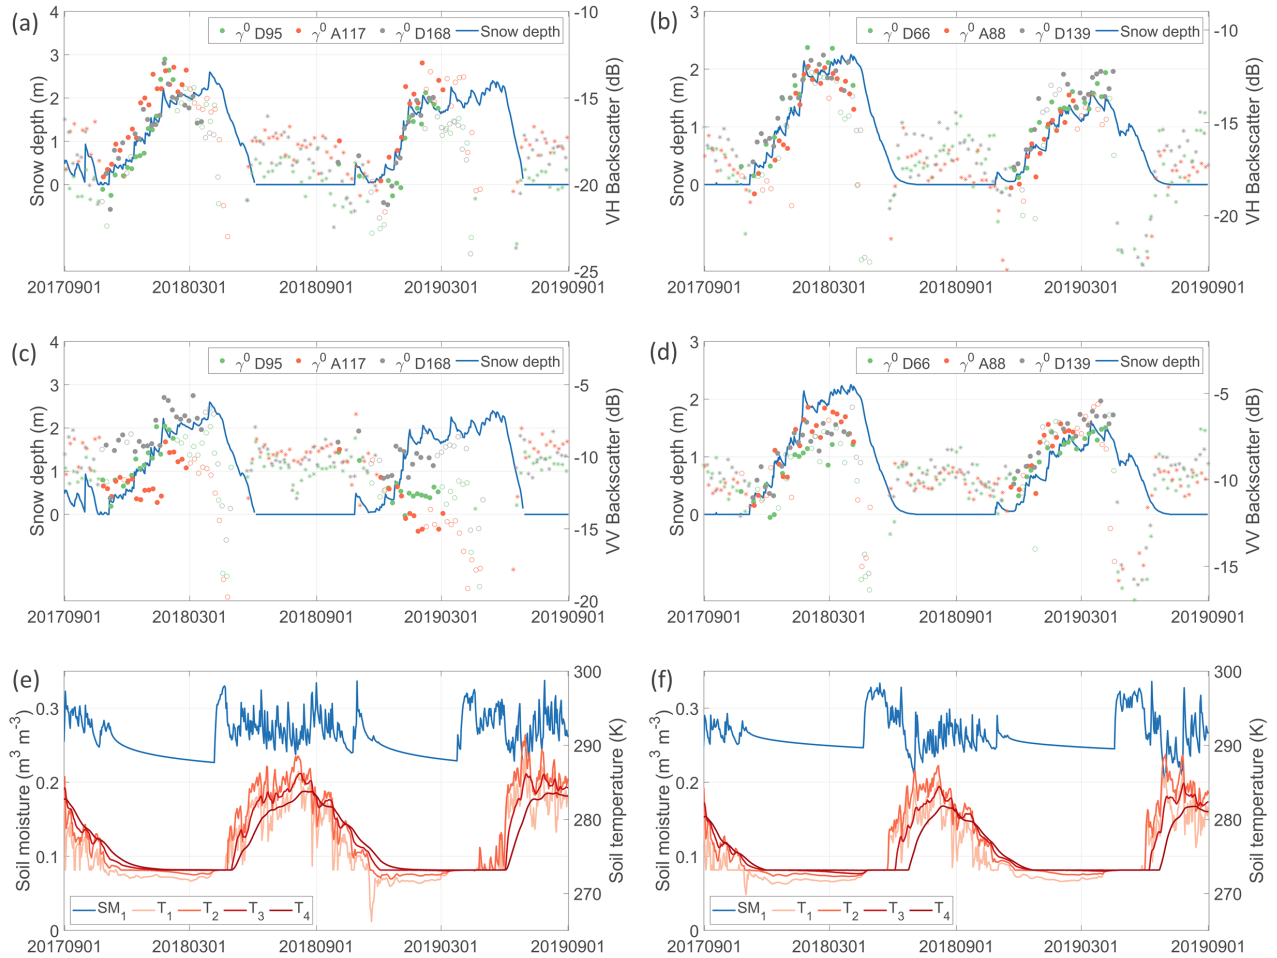 (a)
γ⁰ D95 γ⁰ A117 γ⁰ D168 Snow depth
4
3
2
1
0
Snow depth (m)
-10
-15
-20
-25
VH Backscatter (dB)
20170901 20180301 20180901 20190301 20190901
(b)
γ⁰ D66 γ⁰ A88 γ⁰ D139 Snow depth
3
2
1
0
Snow depth (m)
-10
-15
-20
VH Backscatter (dB)
20170901 20180301 20180901 20190301 20190901
(c)
γ⁰ D95 γ⁰ A117 γ⁰ D168 Snow depth
4
3
2
1
0
Snow depth (m)
-5
-10
-15
-20
VV Backscatter (dB)
20170901 20180301 20180901 20190301 20190901
(d)
γ⁰ D66 γ⁰ A88 γ⁰ D139 Snow depth
3
2
1
0
Snow depth (m)
-5
-10
-15
VV Backscatter (dB)
20170901 20180301 20180901 20190301 20190901
(e)
0.3
0.2
0.1
0
Soil moisture (m³ m⁻³)
300
290
280
270
Soil temperature (K)
SM₁ T₁ T₂ T₃ T₄
20170901 20180301 20180901 20190301 20190901
(f)
0.3
0.2
0.1
0
Soil moisture (m³ m⁻³)
300
290
280
270
Soil temperature (K)
SM₁ T₁ T₂ T₃ T₄
20170901 20180301 20180901 20190301 20190901